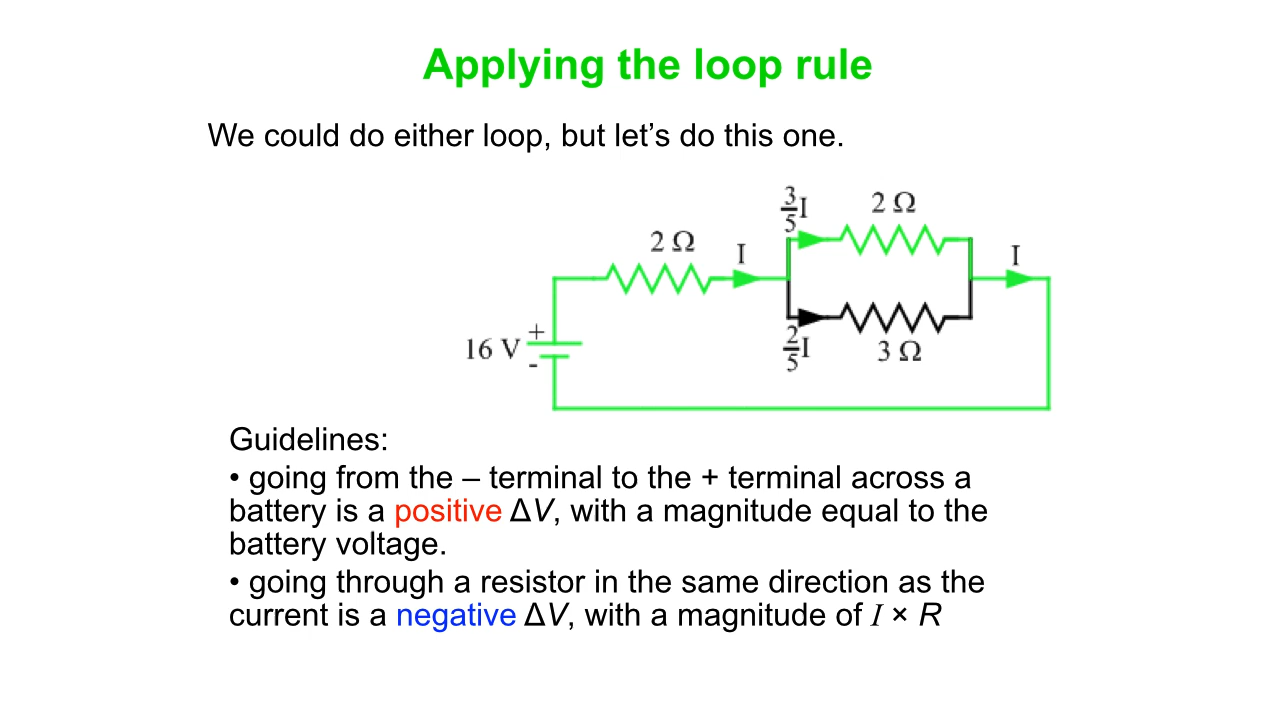 Applying the loop rule
We could do either loop, but let’s do this one.
3/5 I
2 Ω
2 Ω
I
I
16 V
+
-
2/5 I
3 Ω
Guidelines:
• going from the – terminal to the + terminal across a
battery is a positive ΔV, with a magnitude equal to the
battery voltage.
• going through a resistor in the same direction as the
current is a negative ΔV, with a magnitude of I × R